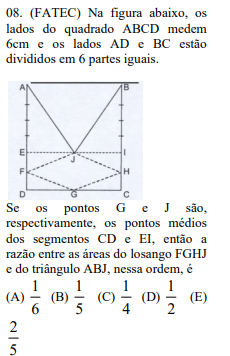 08. (FATEC) Na figura abaixo, os
lados do quadrado ABCD medem
6cm e os lados AD e BC estão
divididos em 6 partes iguais.
A B
E J I
F H
D G C
Se os pontos G e J são,
respectivamente, os pontos médios
dos segmentos CD e EI, então a
razão entre as áreas do losango FGHJ
e do triângulo ABJ, nessa ordem, é
(A) 1/6 (B) 1/5 (C) 1/4 (D) 1/2 (E)
2/5